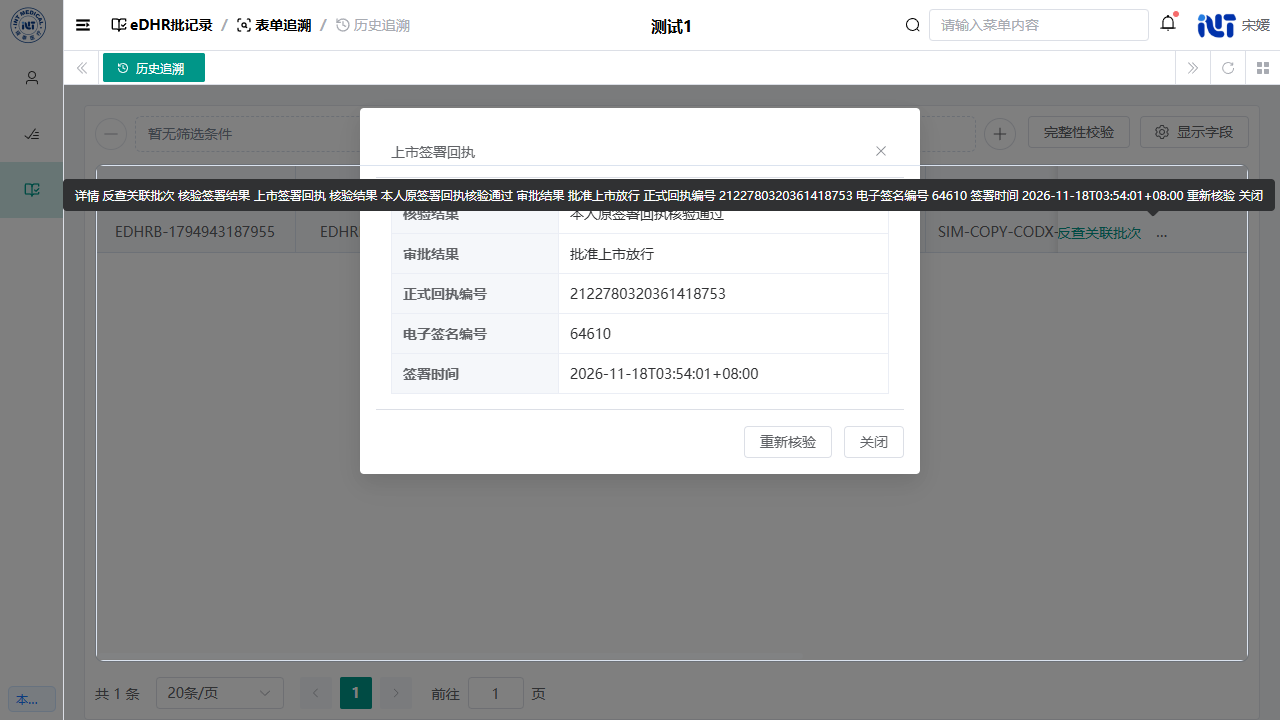 eDHR批记录 / 表单追溯 / 历史追溯
测试1
请输入菜单内容
宋媛
历史追溯
暂无筛选条件
完整性校验
显示字段
上市签署回执
详情 反查关联批次 核验签署结果 上市签署回执 核验结果 本人原签署回执核验通过 审批结果 批准上市放行 正式回执编号 2122780320361418753 电子签名编号 64610 签署时间 2026-11-18T03:54:01+08:00 重新核验 关闭
核验结果 本人原签署回执核验通过
EDHRB-1794943187955
EDHR
SIM-COPY-CODX-
反查关联批次 ...
审批结果 批准上市放行
正式回执编号 2122780320361418753
电子签名编号 64610
签署时间 2026-11-18T03:54:01+08:00
重新核验
关闭
本...
共 1 条
20条/页
1
前往 1 页